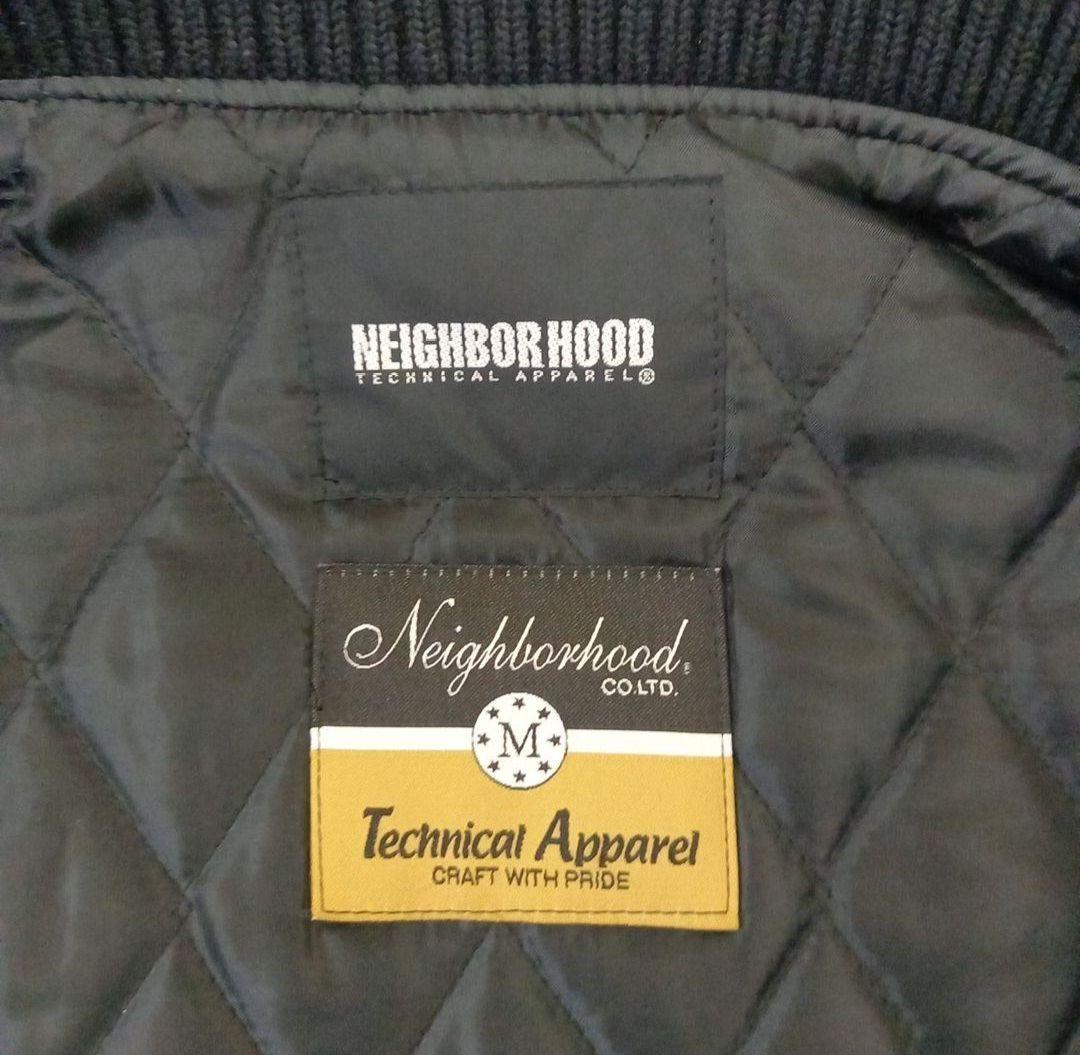 NEIGHBORHOOD
TECHNICAL APPAREL®
Neighborhood
CO.LTD.
M
Technical Apparel
CRAFT WITH PRIDE